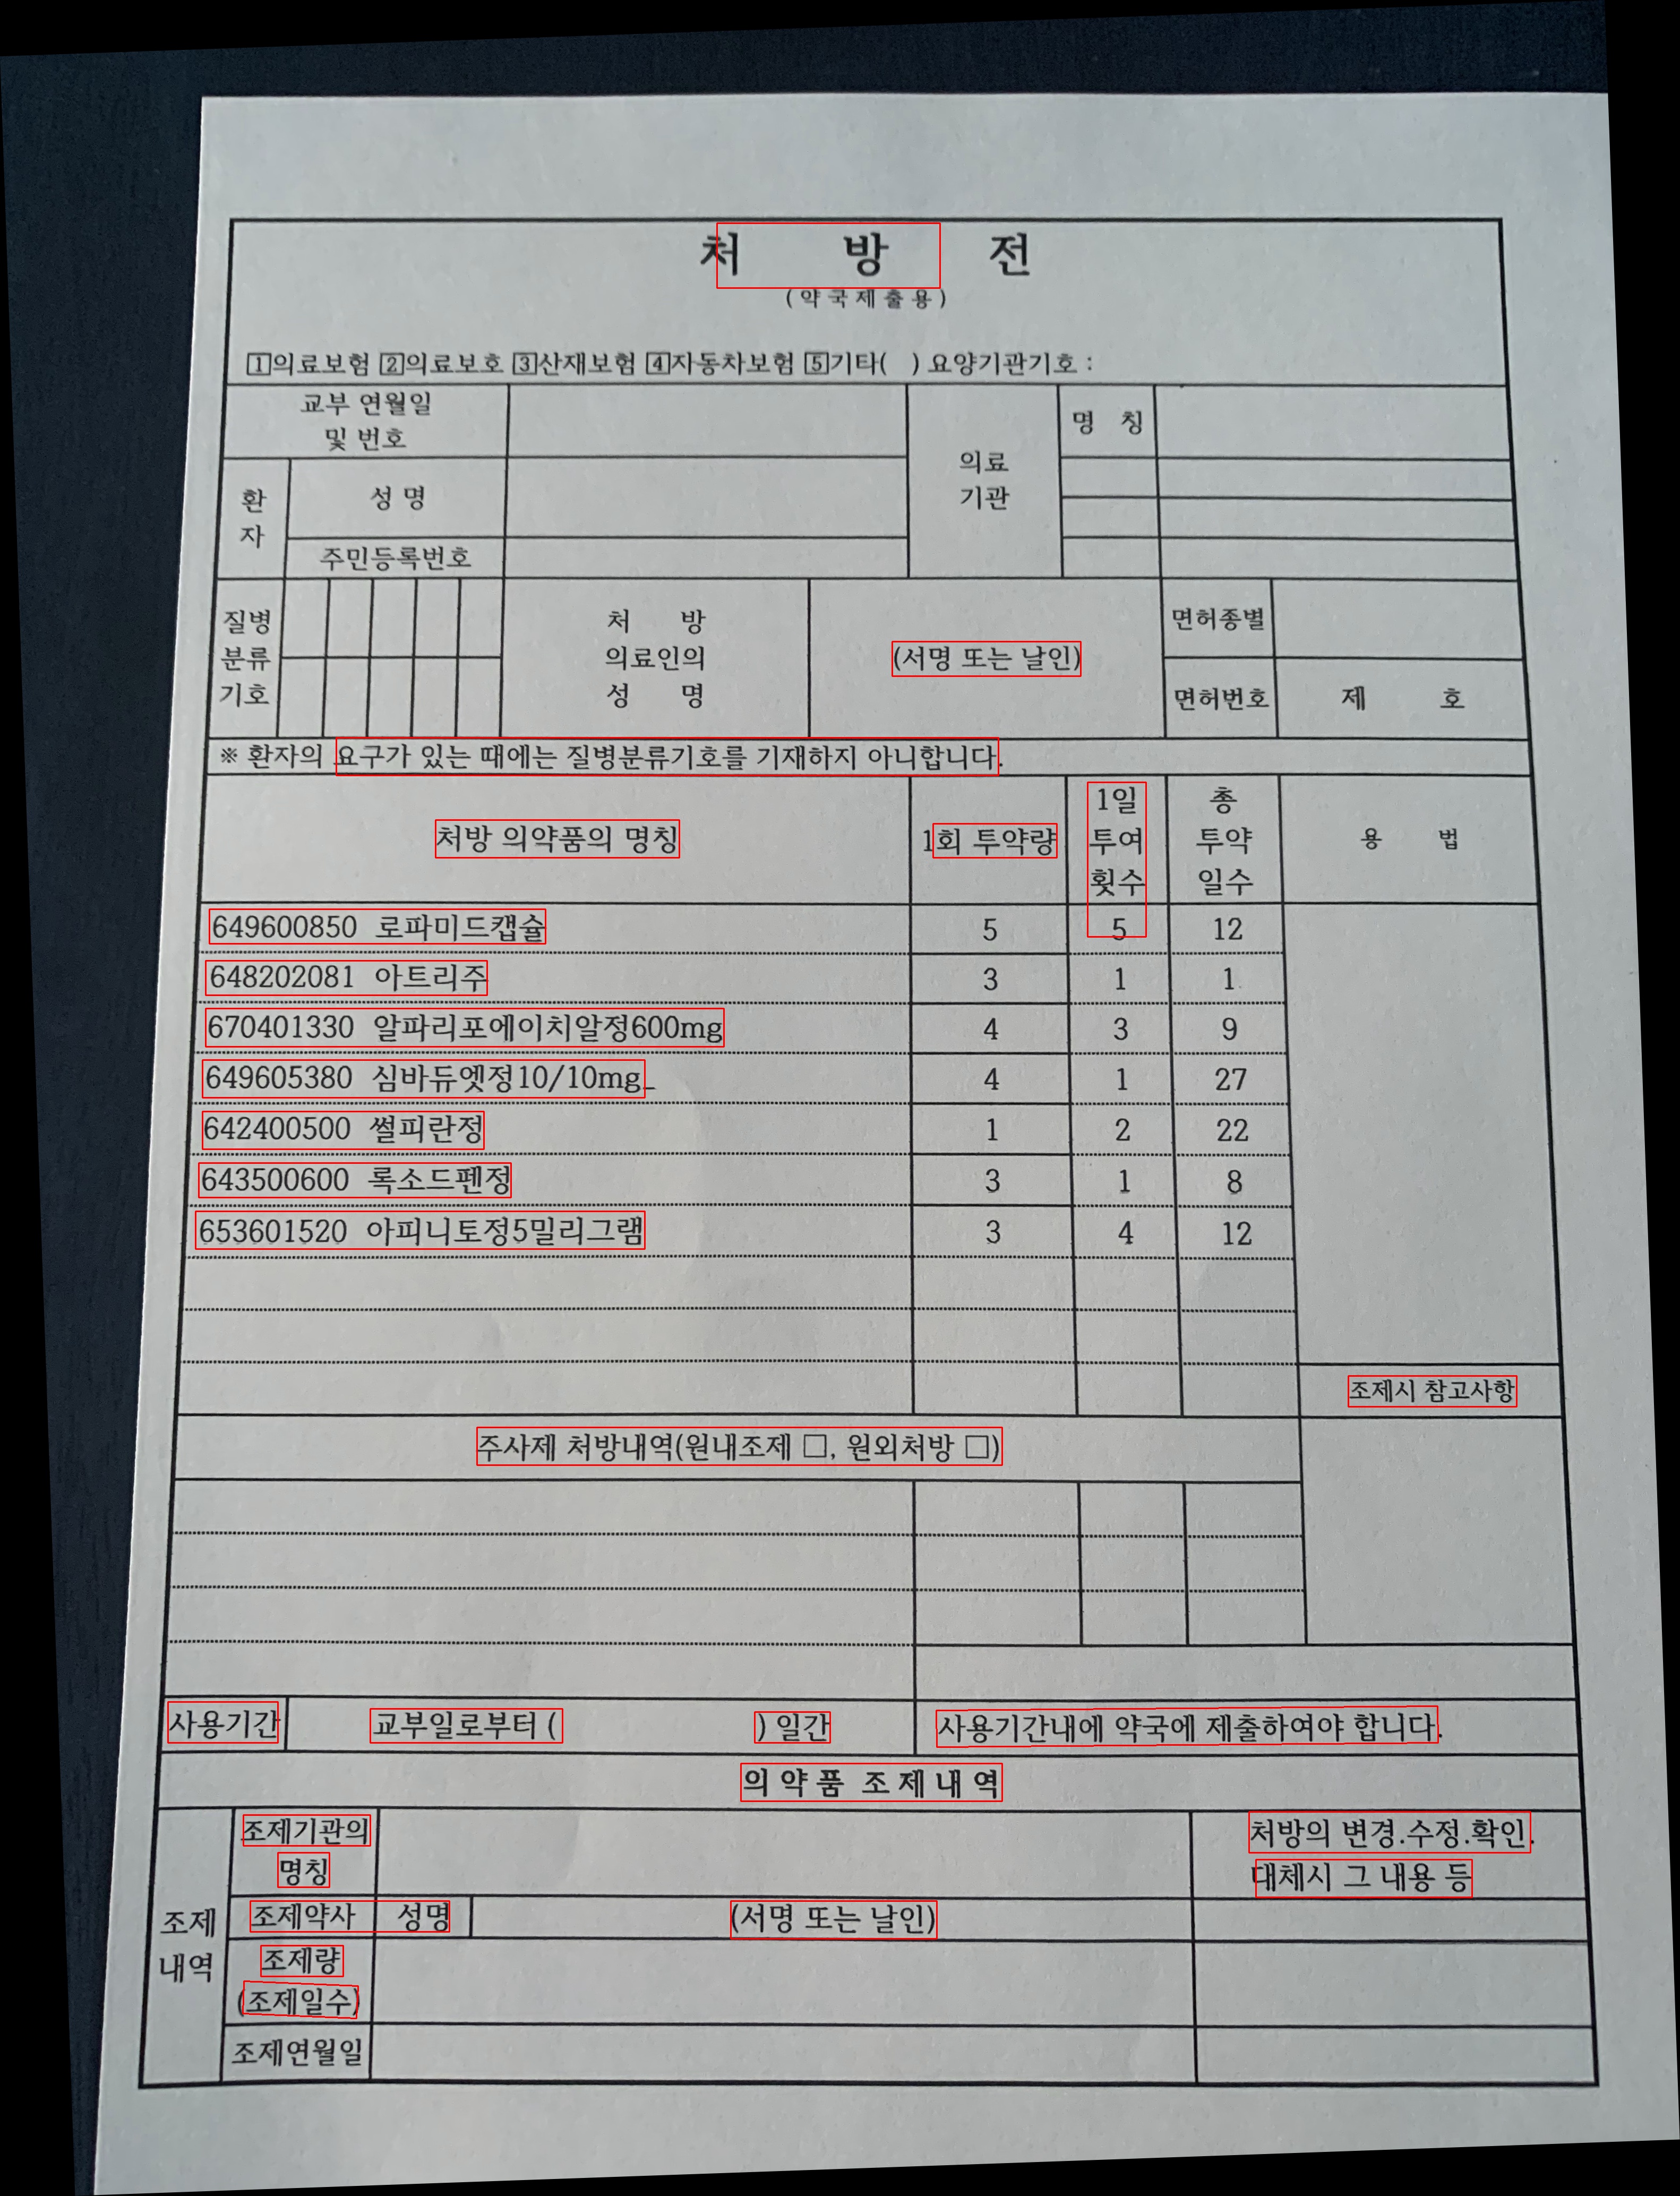 처 방 전
(약국제출용)
1의료보험 2의료보호 3산재보험 4자동차보험 5기타( ) 요양기관기호 :
교부 연월일
및 번호
의료
기관
명 칭
환
자
성 명
주민등록번호
질병
분류
기호
처 방
의료인의
성 명
(서명 또는 날인)
면허종별
면허번호
제 호
※ 환자의 요구가 있는 때에는 질병분류기호를 기재하지 아니합니다.
처방 의약품의 명칭
1회 투약량
1일
투여
횟수
총
투약
일수
용 법
649600850 로파미드캡슐 5 5 12
648202081 아트리주 3 1 1
670401330 알파리포에이치알정600mg 4 3 9
649605380 심바듀엣정10/10mg_ 4 1 27
642400500 썰피란정 1 2 22
643500600 록소드펜정 3 1 8
653601520 아피니토정5밀리그램 3 4 12
조제시 참고사항
주사제 처방내역(원내조제 □, 원외처방 □)
사용기간 교부일로부터 ( ) 일간 사용기간내에 약국에 제출하여야 합니다.
의 약 품 조 제 내 역
조제
내역
조제기관의
명칭
처방의 변경.수정.확인.
대체시 그 내용 등
조제약사 성명 (서명 또는 날인)
조제량
(조제일수)
조제연월일